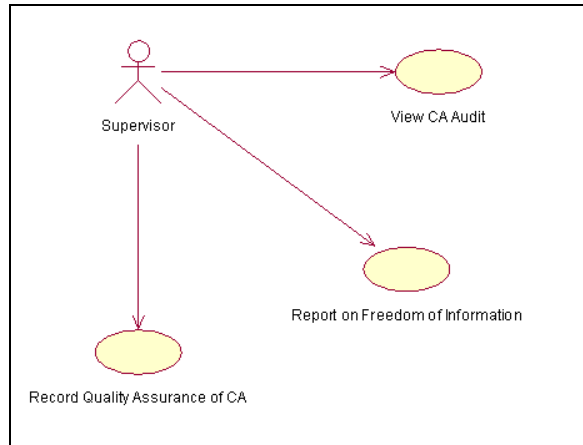 View CA Audit
Supervisor
Report on Freedom of Information
Record Quality Assurance of CA